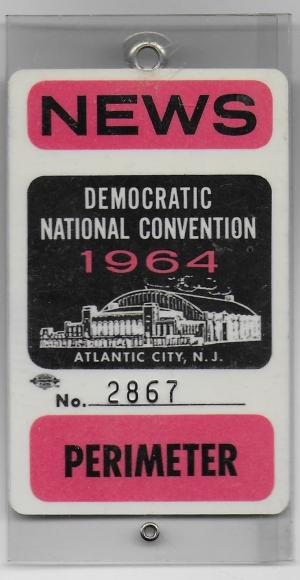 NEWS
DEMOCRATIC
NATIONAL CONVENTION
1964
ATLANTIC CITY, N. J.
No. 2867
PERIMETER